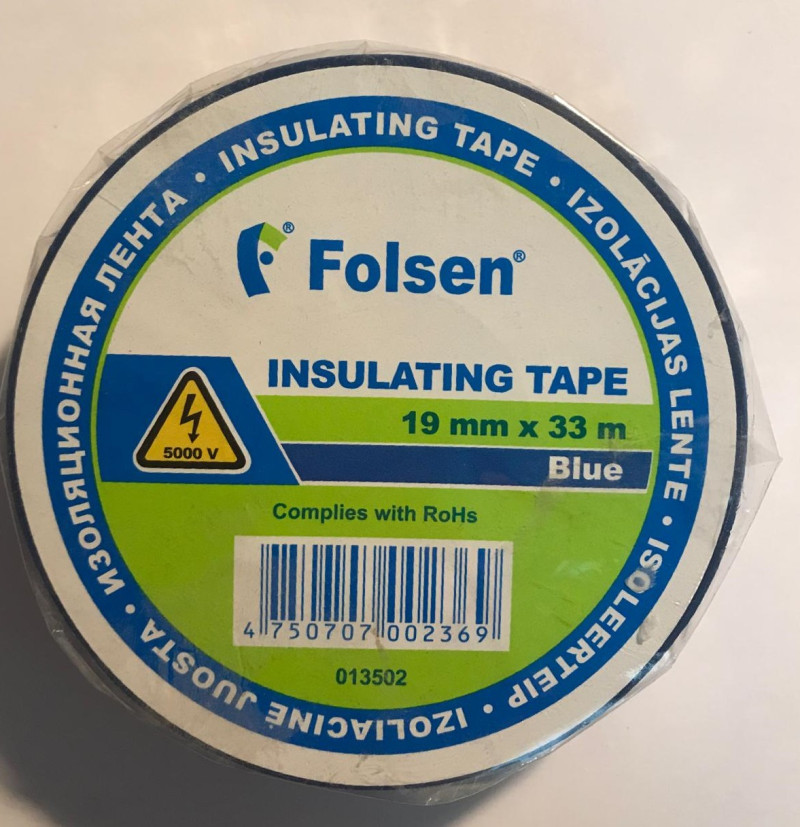 INSULATING TAPE • IZOLĀCIJAS LENTE • ISOLEERTEIP • IZOLIACINĖ JUOSTA • ИЗОЛЯЦИОННАЯ ЛЕНТА •
Folsen®
INSULATING TAPE
19 mm x 33 m
5000 V
Blue
Complies with RoHs
4 750707 002369
013502